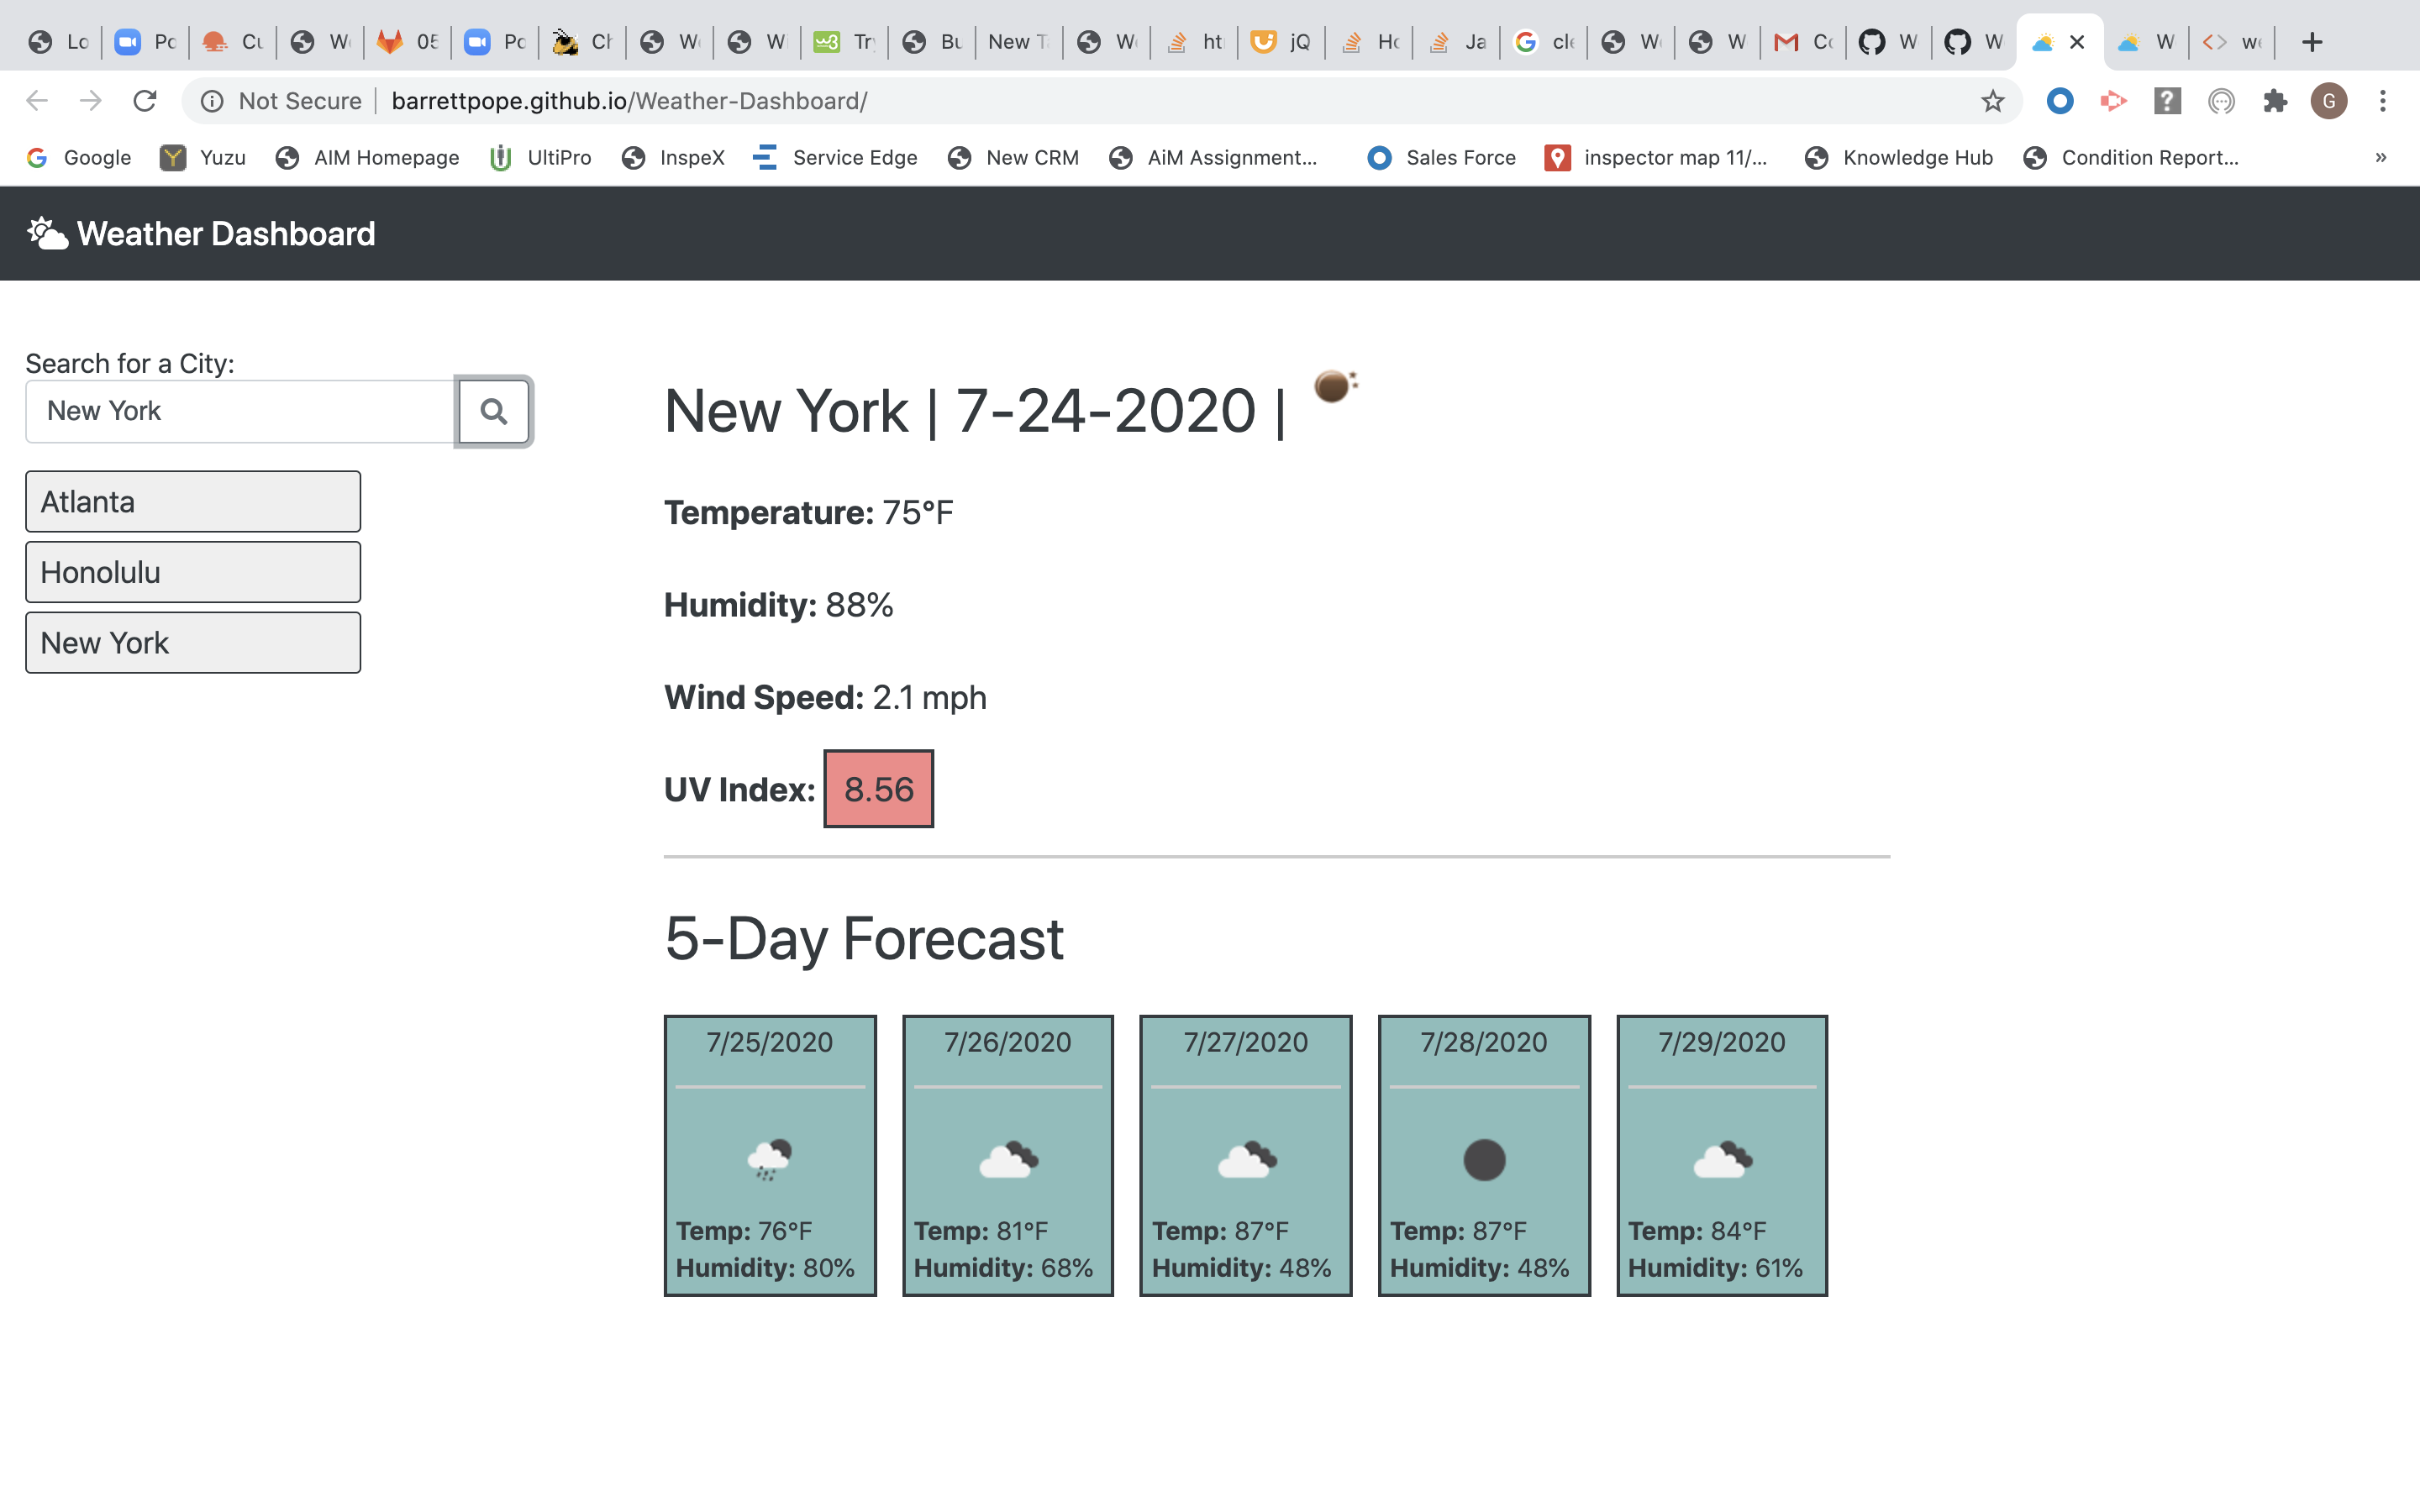 Lo Po Cu 05 Po Ch Tr Bu New T ht jQ Ho Ja cle W W Co W W W
Not Secure | barrettpope.github.io/Weather-Dashboard/
Google Yuzu AIM Homepage UltiPro InspeX Service Edge New CRM AiM Assignment... Sales Force inspector map 11/... Knowledge Hub Condition Report... »
Weather Dashboard
Search for a City:
New York
Atlanta
Honolulu
New York
New York | 7-24-2020 |
Temperature: 75°F
Humidity: 88%
Wind Speed: 2.1 mph
UV Index: 8.56
5-Day Forecast
7/25/2020 7/26/2020 7/27/2020 7/28/2020 7/29/2020
Temp: 76°F Temp: 81°F Temp: 87°F Temp: 87°F Temp: 84°F
Humidity: 80% Humidity: 68% Humidity: 48% Humidity: 48% Humidity: 61%